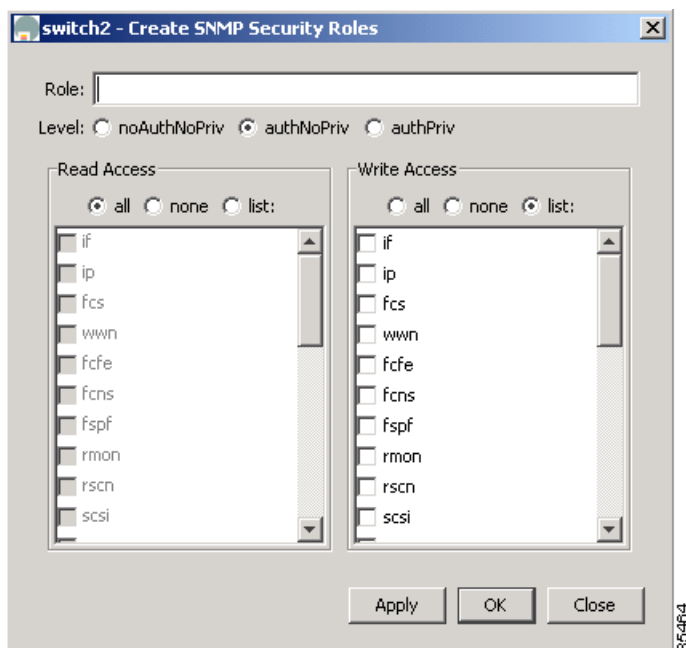 switch2 - Create SNMP Security Roles
Role:
Level: noAuthNoPriv authNoPriv authPriv
Read Access
all none list:
if
ip
fcs
wwn
fcfe
fcns
fspf
rmon
rscn
scsi
Write Access
all none list:
if
ip
fcs
wwn
fcfe
fcns
fspf
rmon
rscn
scsi
Apply OK Close
85464